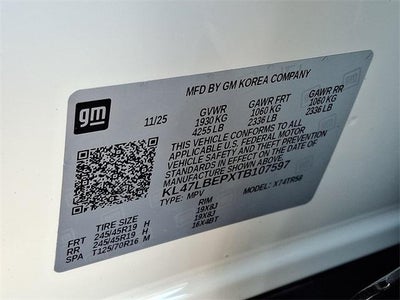 gm
MFD BY GM KOREA COMPANY
11/25 GVWR GAWR FRT GAWR RR
1930 KG 1060 KG 1060 KG
4255 LB 2336 LB 2336 LB
THIS VEHICLE CONFORMS TO ALL
APPLICABLE U.S. FEDERAL MOTOR
VEHICLE SAFETY AND THEFT
PREVENTION STANDARDS IN EFFECT
ON THE DATE OF MANUFACTURE
SHOWN ABOVE.
KL47LBEPXTB107597
TYPE: MPV MODEL:
TIRE SIZE RIM
FRT 245/45R19 H 19X8J
RR 245/45R19 H 19X8J
SPA T125/70R16 M 16X4BT